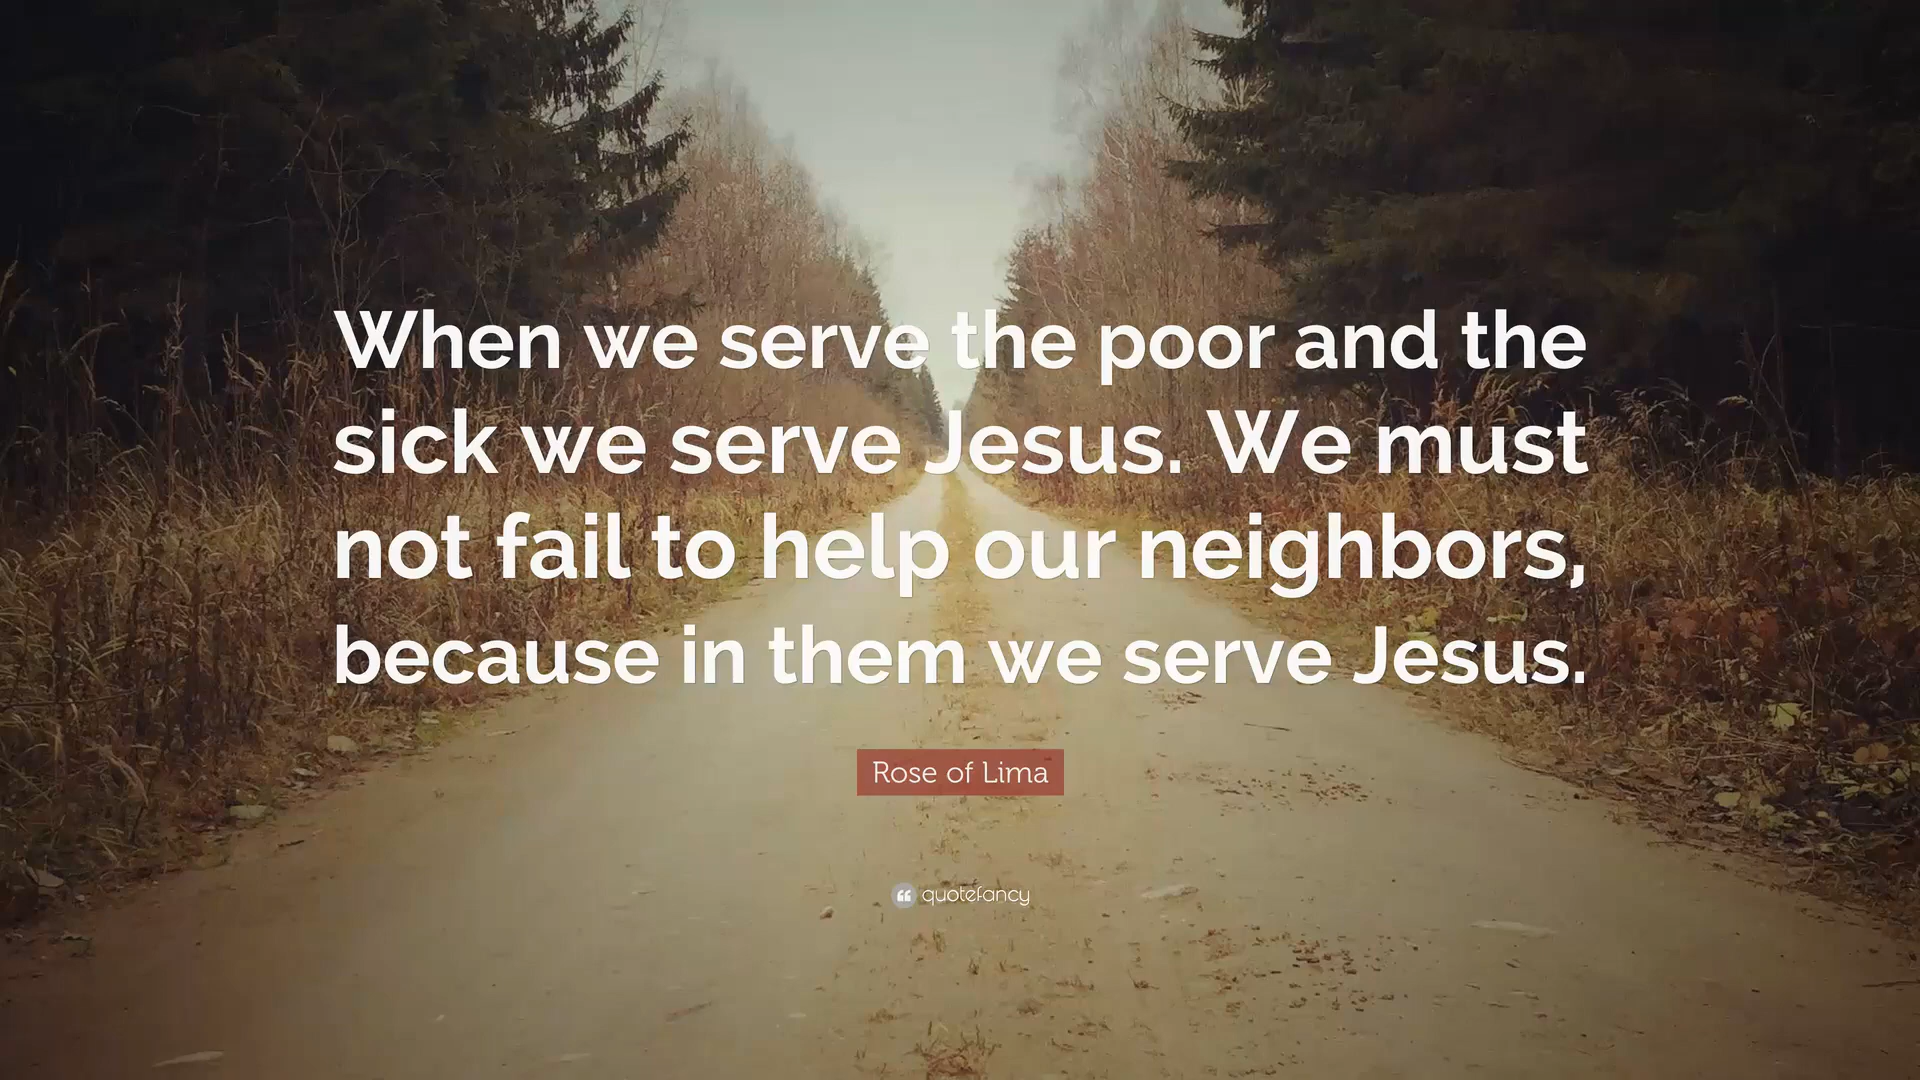 When we serve the poor and the
sick we serve Jesus. We must
not fail to help our neighbors,
because in them we serve Jesus.
Rose of Lima
quotefancy